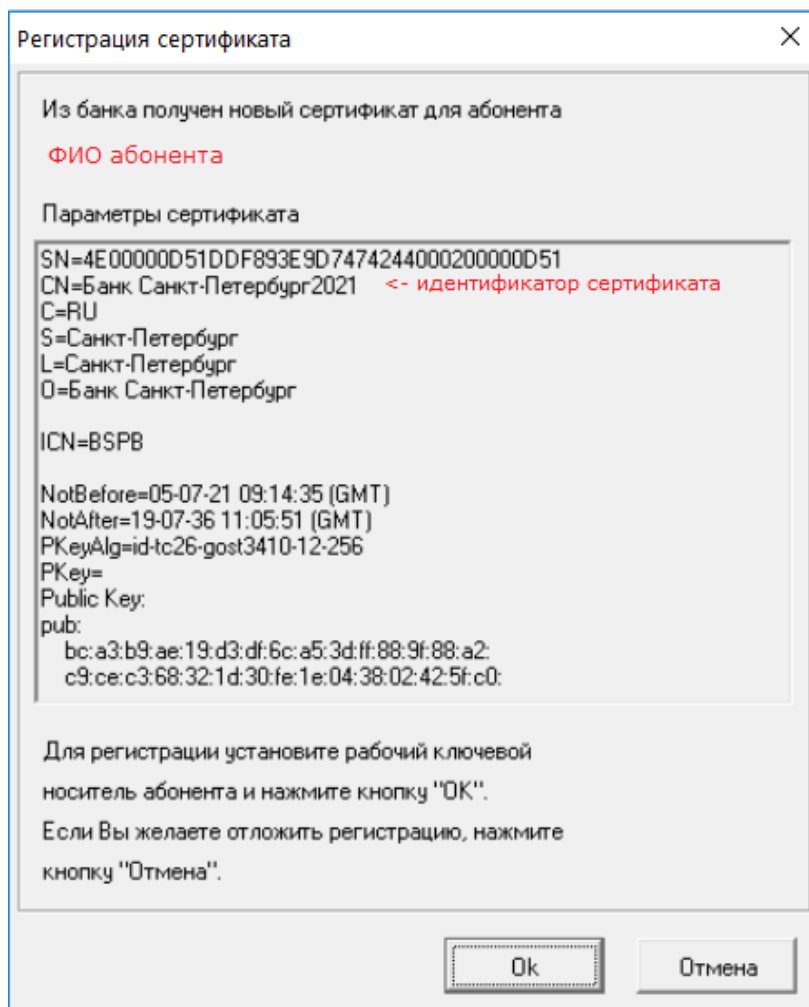 Регистрация сертификата
Из банка получен новый сертификат для абонента
ФИО абонента
Параметры сертификата
SN=4E00000D51DDF893E9D7474244000200000D51
CN=Банк Санкт-Петербург2021 <- идентификатор сертификата
C=RU
S=Санкт-Петербург
L=Санкт-Петербург
O=Банк Санкт-Петербург
ICN=BSPB
NotBefore=05-07-21 09:14:35 (GMT)
NotAfter=19-07-36 11:05:51 (GMT)
PKeyAlg=id-tc26-gost3410-12-256
PKey=
Public Key:
pub:
bc:a3:b9:ae:19:d3:df:6c:a5:3d:ff:88:9f:88:a2:
c9:ce:c3:68:32:1d:30:fe:1e:04:38:02:42:5f:c0:
Для регистрации установите рабочий ключевой
носитель абонента и нажмите кнопку "ОК".
Если Вы желаете отложить регистрацию, нажмите
кнопку "Отмена".
Ok Отмена